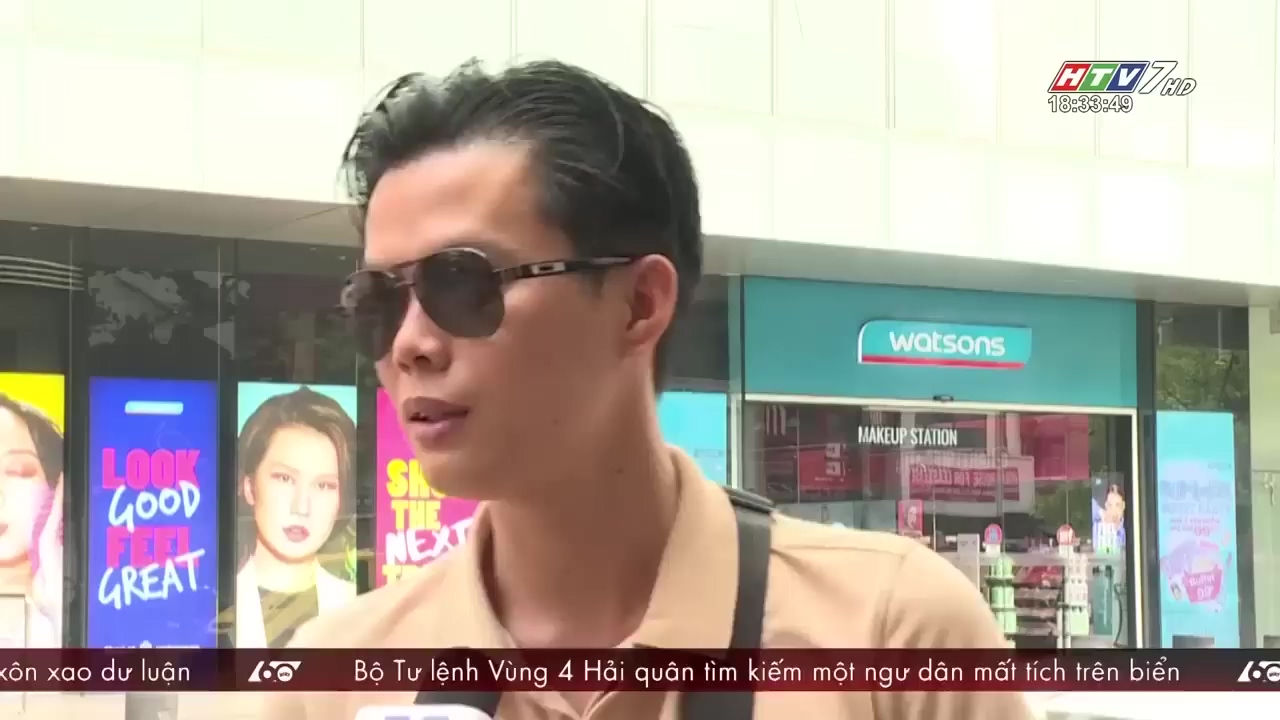 HTV7 HD
18:33:49
watsons
MAKEUP STATION
LOOK
GOOD
FEEL
GREAT
THE
NEXT
xôn xao dư luận
60 Bộ Tư lệnh Vùng 4 Hải quân tìm kiếm một ngư dân mất tích trên biển